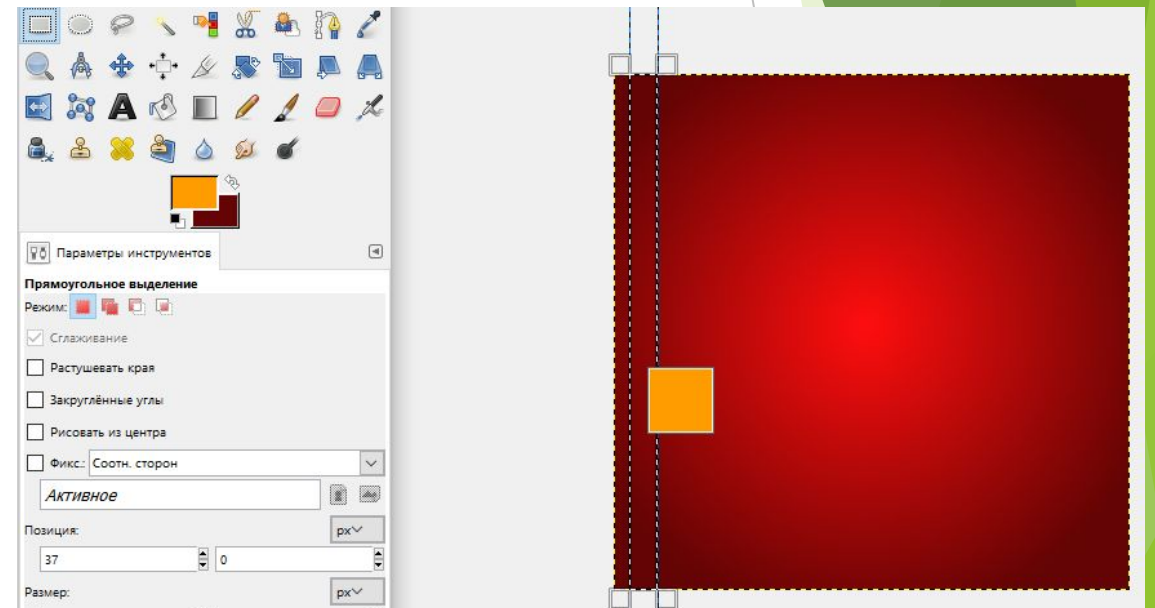 Параметры инструментов
Прямоугольное выделение
Режим:
Сглаживание
Растушевать края
Закруглённые углы
Рисовать из центра
Фикс.: Соотн. сторон
Активное
Позиция: px
37 0
Размер: px